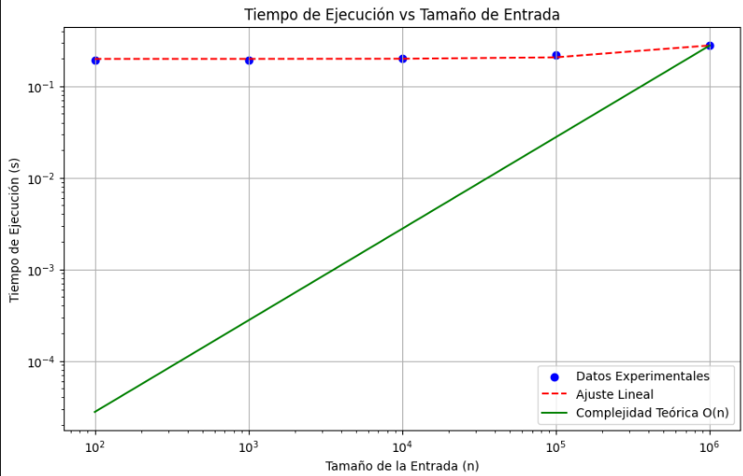 Tiempo de Ejecución vs Tamaño de Entrada
Tiempo de Ejecución (s)
10⁻¹
10⁻²
10⁻³
10⁻⁴
10² 10³ 10⁴ 10⁵ 10⁶
Tamaño de la Entrada (n)
Datos Experimentales
Ajuste Lineal
Complejidad Teórica O(n)